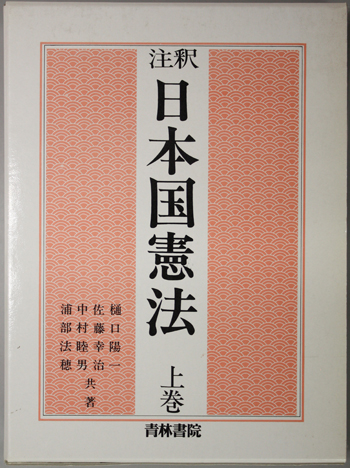 注釈
日本国憲法
上巻
樋口陽一
佐藤幸治
中村睦男
浦部法穂
共著
青林書院